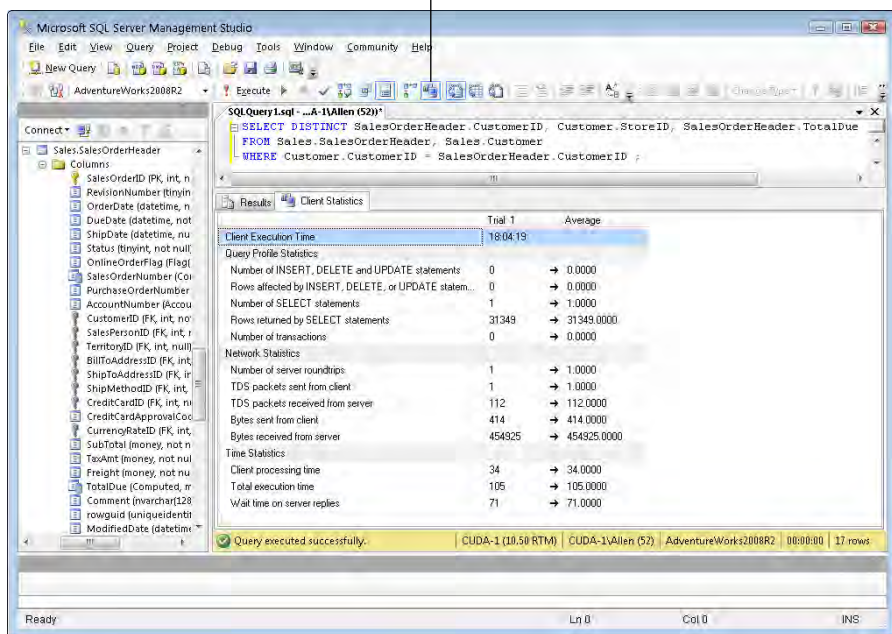 Microsoft SQL Server Management Studio
File Edit View Query Project Debug Tools Window Community Help
New Query
AdventureWorks2008R2 Execute
SQLQuery1.sql - ...A-1\Allen (52))*
Connect
SELECT DISTINCT SalesOrderHeader.CustomerID, Customer.StoreID, SalesOrderHeader.TotalDue
FROM Sales.SalesOrderHeader, Sales.Customer
WHERE Customer.CustomerID = SalesOrderHeader.CustomerID ;
Sales.SalesOrderHeader
Columns
SalesOrderID (PK, int, n
RevisionNumber (tinyin
OrderDate (datetime, n
DueDate (datetime, not
ShipDate (datetime, nu
Status (tinyint, not null)
OnlineOrderFlag (Flag(
SalesOrderNumber (Co
PurchaseOrderNumber
AccountNumber (Accou
CustomerID (FK, int, no
SalesPersonID (FK, int,
TerritoryID (FK, int, null)
BillToAddressID (FK, int,
ShipToAddressID (FK, in
ShipMethodID (FK, int,
CreditCardID (FK, int, n
CreditCardApprovalCod
CurrencyRateID (FK, int,
SubTotal (money, not n
TaxAmt (money, not nul
Freight (money, not nu
TotalDue (Computed, m
Comment (nvarchar(128
rowguid (uniqueidentif
ModifiedDate (datetime
Results Client Statistics
Trial 1 Average
Client Execution Time 18:04:19
Query Profile Statistics
Number of INSERT, DELETE and UPDATE statements 0 → 0.0000
Rows affected by INSERT, DELETE, or UPDATE statem... 0 → 0.0000
Number of SELECT statements 1 → 1.0000
Rows returned by SELECT statements 31349 → 31349.0000
Number of transactions 0 → 0.0000
Network Statistics
Number of server roundtrips 1 → 1.0000
TDS packets sent from client 1 → 1.0000
TDS packets received from server 112 → 112.0000
Bytes sent from client 414 → 414.0000
Bytes received from server 454925 → 454925.0000
Time Statistics
Client processing time 34 → 34.0000
Total execution time 105 → 105.0000
Wait time on server replies 71 → 71.0000
Query executed successfully. CUDA-1 (10.50 RTM) CUDA-1\Allen (52) AdventureWorks2008R2 00:00:00 17 rows
Ready Ln 0 Col 0 INS